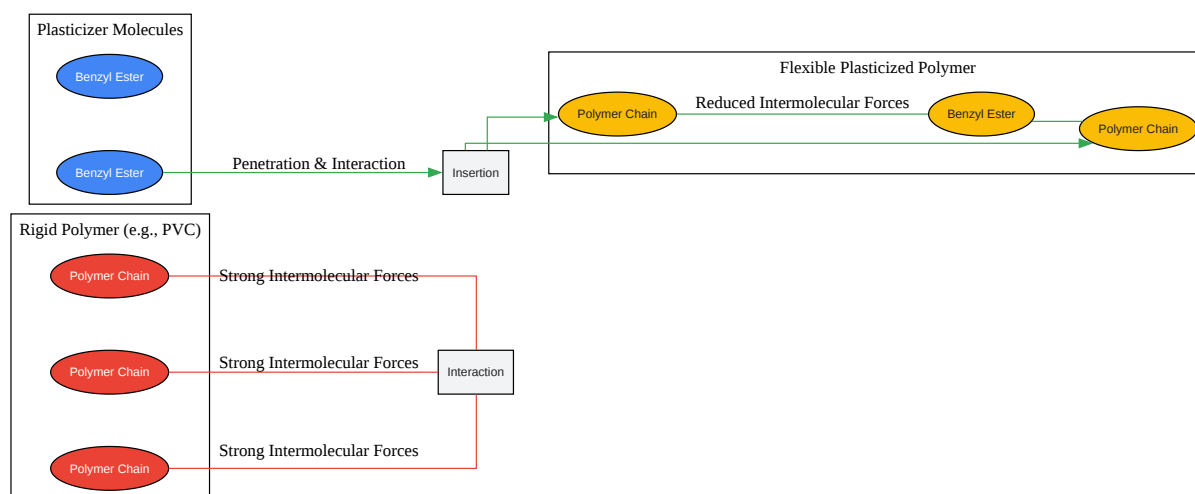 Plasticizer Molecules
Benzyl Ester
Benzyl Ester
Penetration & Interaction
Insertion
Flexible Plasticized Polymer
Polymer Chain
Reduced Intermolecular Forces
Benzyl Ester
Polymer Chain
Rigid Polymer (e.g., PVC)
Polymer Chain
Strong Intermolecular Forces
Polymer Chain
Strong Intermolecular Forces
Interaction
Polymer Chain
Strong Intermolecular Forces